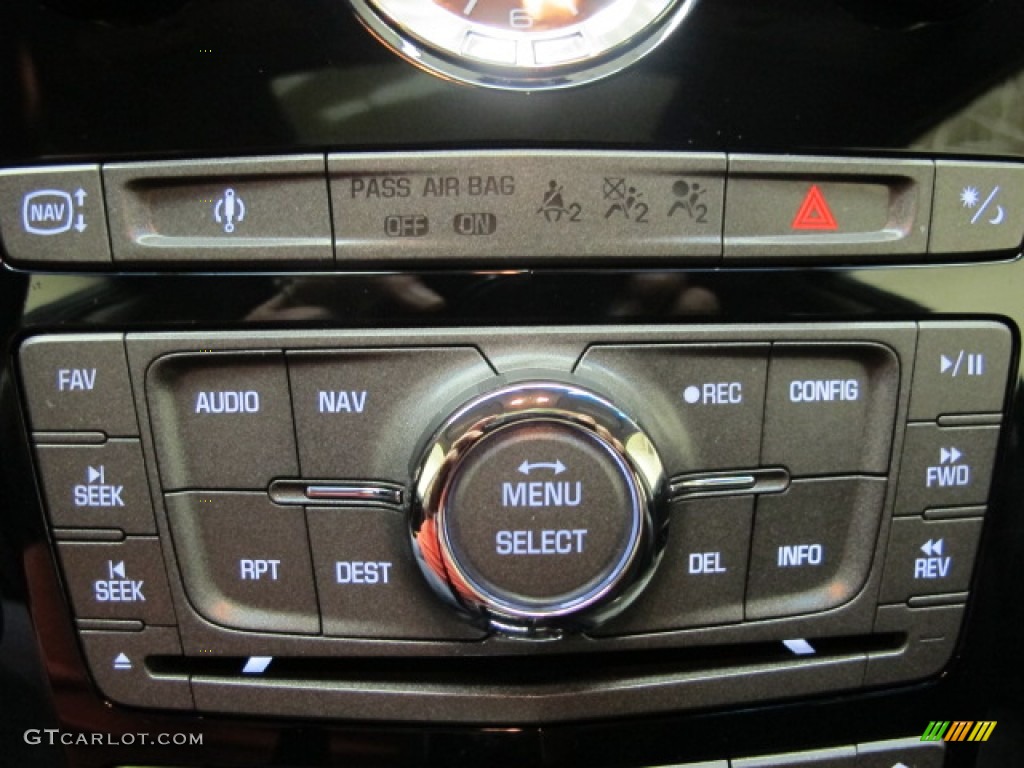 6
NAV
PASS AIR BAG
OFF ON
2 2 2
FAV
AUDIO NAV
REC CONFIG
SEEK
MENU
SELECT
FWD
SEEK
RPT DEST
DEL INFO
REV
GTCARLOT.COM